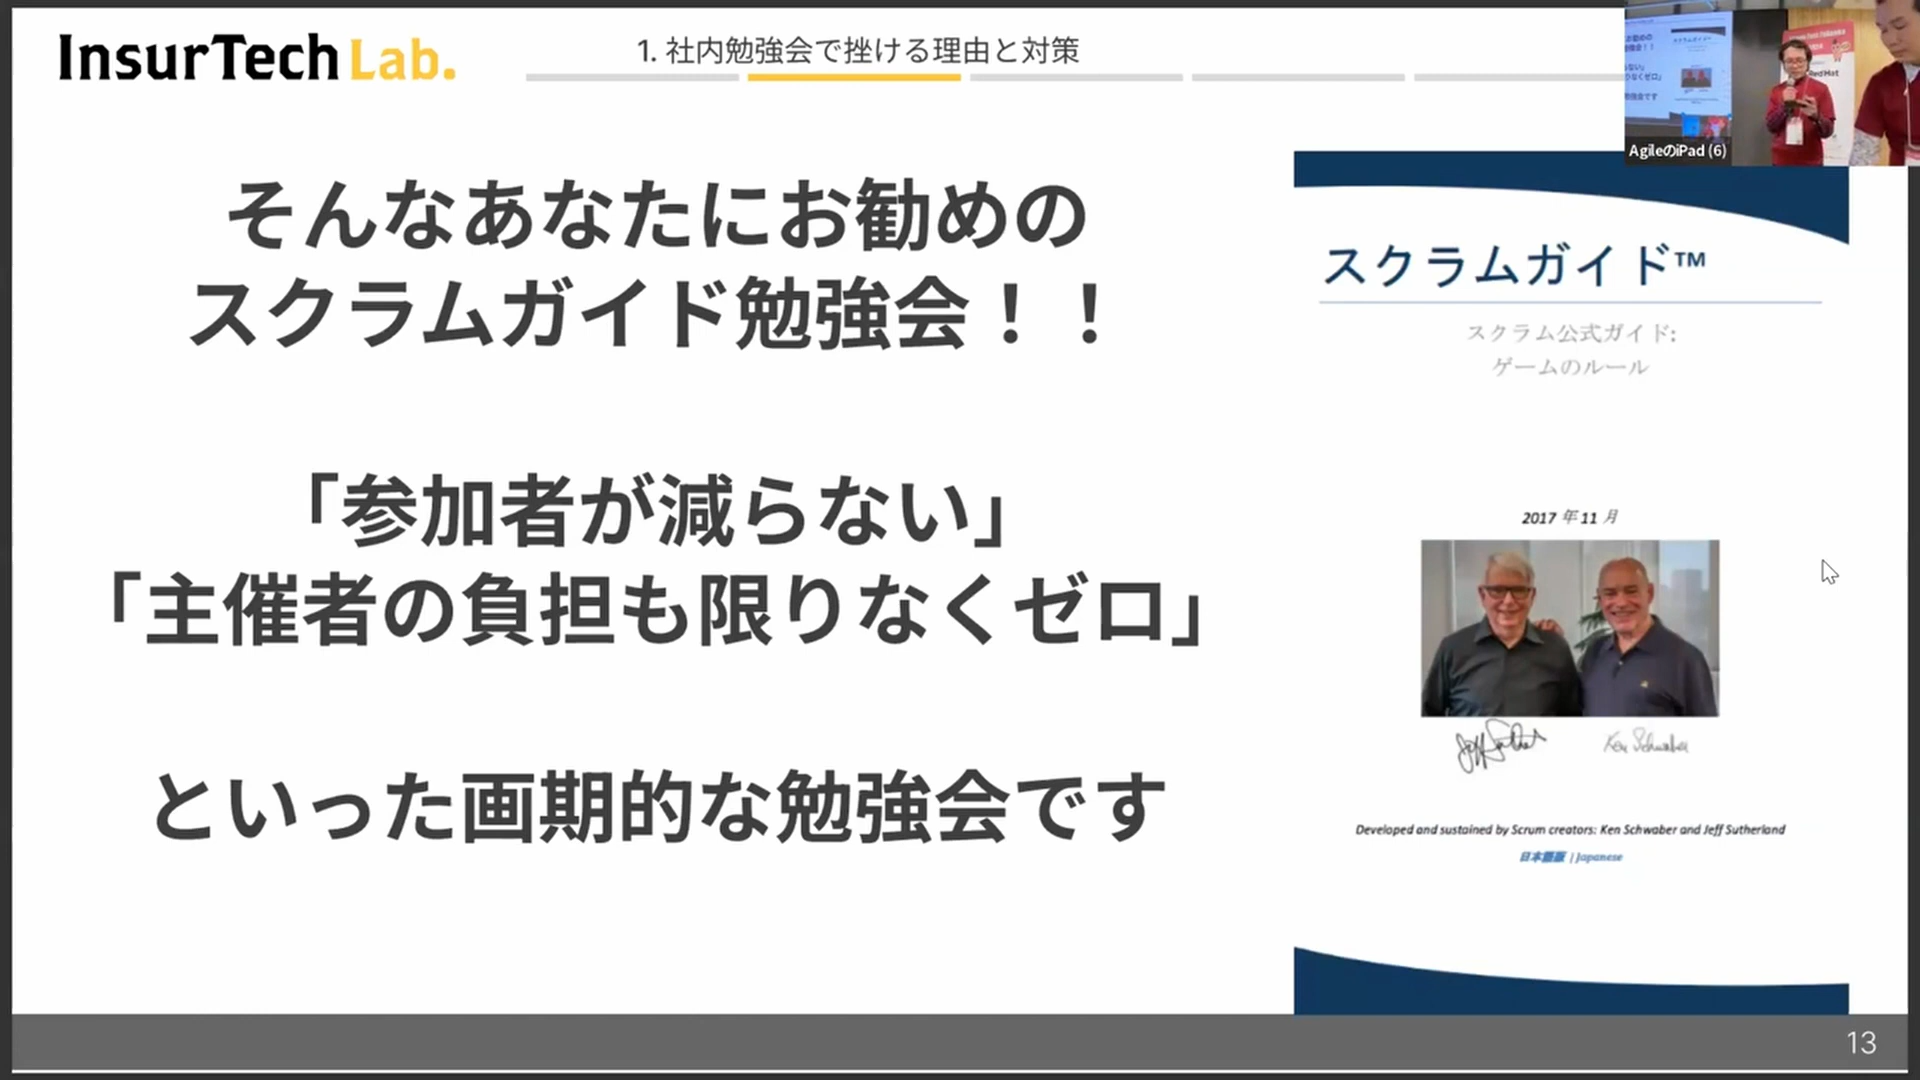 InsurTech Lab.
1. 社内勉強会で挫ける理由と対策
そんなあなたにお勧めの
スクラムガイド勉強会！！
「参加者が減らない」
「主催者の負担も限りなくゼロ」
といった画期的な勉強会です
スクラムガイド™
スクラム公式ガイド:
ゲームのルール
2017 年 11 月
Ken Schwaber
Developed and sustained by Scrum creators: Ken Schwaber and Jeff Sutherland
日本語版 | Japanese
AgileのiPad (6)
13